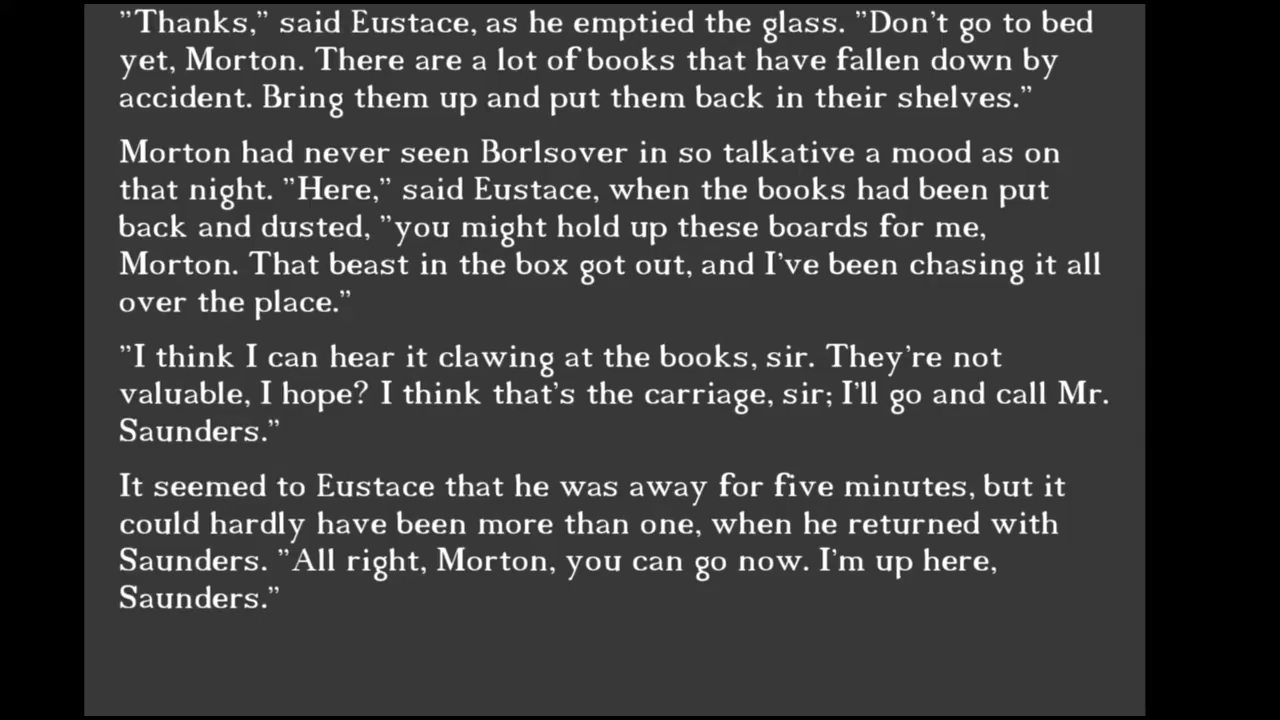 ”Thanks,” said Eustace, as he emptied the glass. ”Don’t go to bed
yet, Morton. There are a lot of books that have fallen down by
accident. Bring them up and put them back in their shelves.”
Morton had never seen Borlsover in so talkative a mood as on
that night. ”Here,” said Eustace, when the books had been put
back and dusted, ”you might hold up these boards for me,
Morton. That beast in the box got out, and I’ve been chasing it all
over the place.”
”I think I can hear it clawing at the books, sir. They’re not
valuable, I hope? I think that’s the carriage, sir; I’ll go and call Mr.
Saunders.”
It seemed to Eustace that he was away for five minutes, but it
could hardly have been more than one, when he returned with
Saunders. ”All right, Morton, you can go now. I’m up here,
Saunders.”